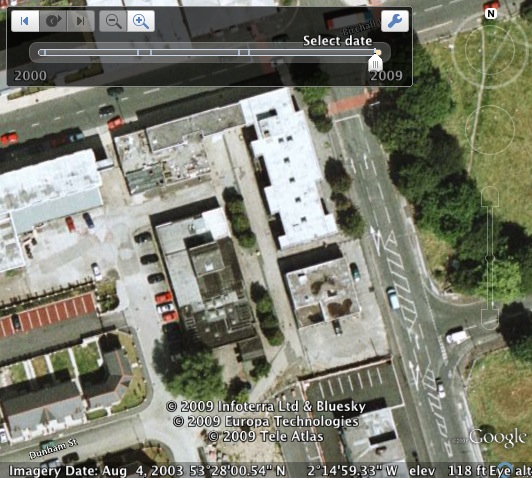 Select date
2000
2009
N
© 2009 Infoterra Ltd & Bluesky
© 2009 Europa Technologies
© 2009 Tele Atlas
©2009 Google
Dunham St
Imagery Date: Aug 4, 2003 53°28'00.54" N 2°14'59.33" W elev 118 ft Eye alt